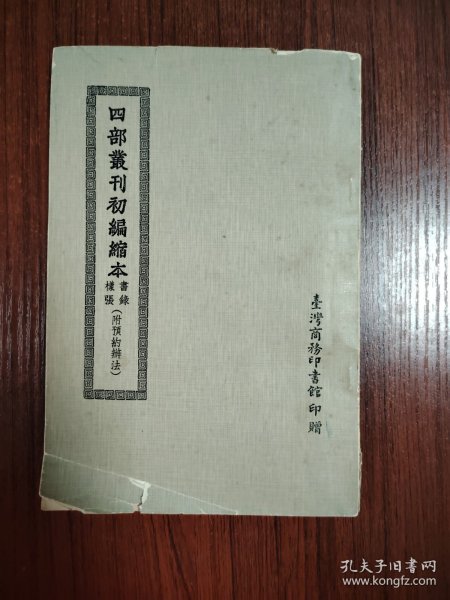 四部叢刊初編縮本
書錄
樣張
(附預約辦法)
臺灣商務印書館印贈
孔夫子旧书网
www.kongfz.com